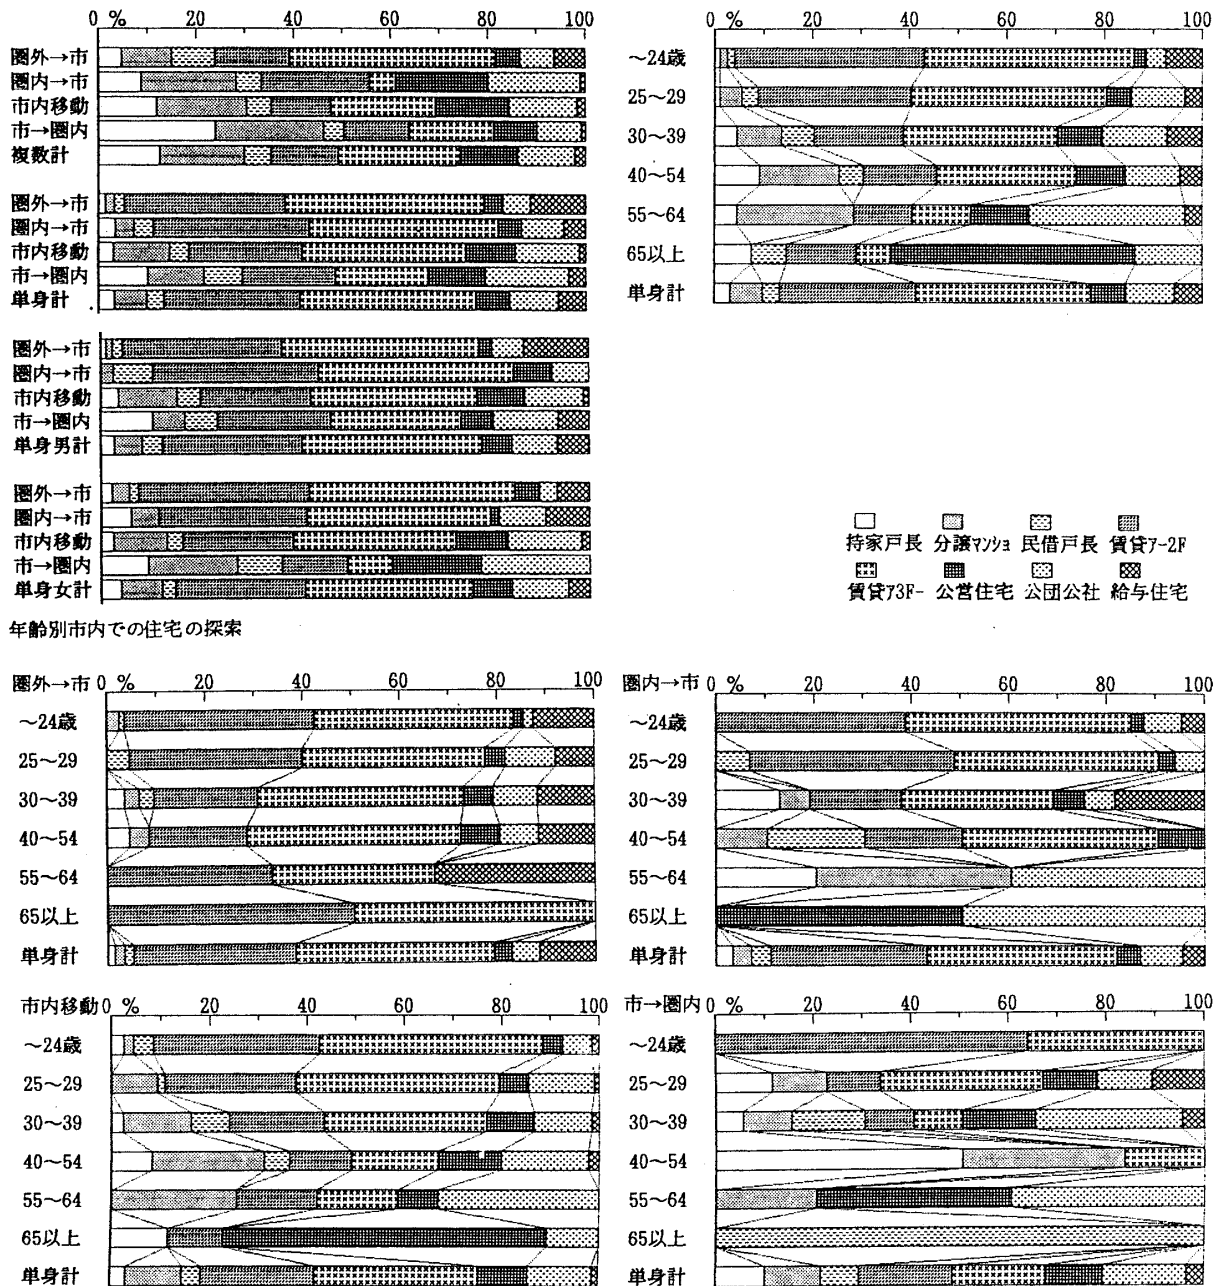 0 % 20 40 60 80 100
圏外→市
圏内→市
市内移動
市→圏内
複数計
圏外→市
圏内→市
市内移動
市→圏内
単身計
圏外→市
圏内→市
市内移動
市→圏内
単身男計
圏外→市
圏内→市
市内移動
市→圏内
単身女計
0 % 20 40 60 80 100
~24歳
25~29
30~39
40~54
55~64
65以上
単身計
持家戸長 分譲マンショ 民借戸長 賃貸ア-2F
賃貸ア3F- 公営住宅 公団公社 給与住宅
年齢別市内での住宅の探索
圏外→市 0 % 20 40 60 80 100
~24歳
25~29
30~39
40~54
55~64
65以上
単身計
圏内→市 0 % 20 40 60 80 100
~24歳
25~29
30~39
40~54
55~64
65以上
単身計
市内移動 0 % 20 40 60 80 100
~24歳
25~29
30~39
40~54
55~64
65以上
単身計
市→圏内 0 % 20 40 60 80 100
~24歳
25~29
30~39
40~54
55~64
65以上
単身計